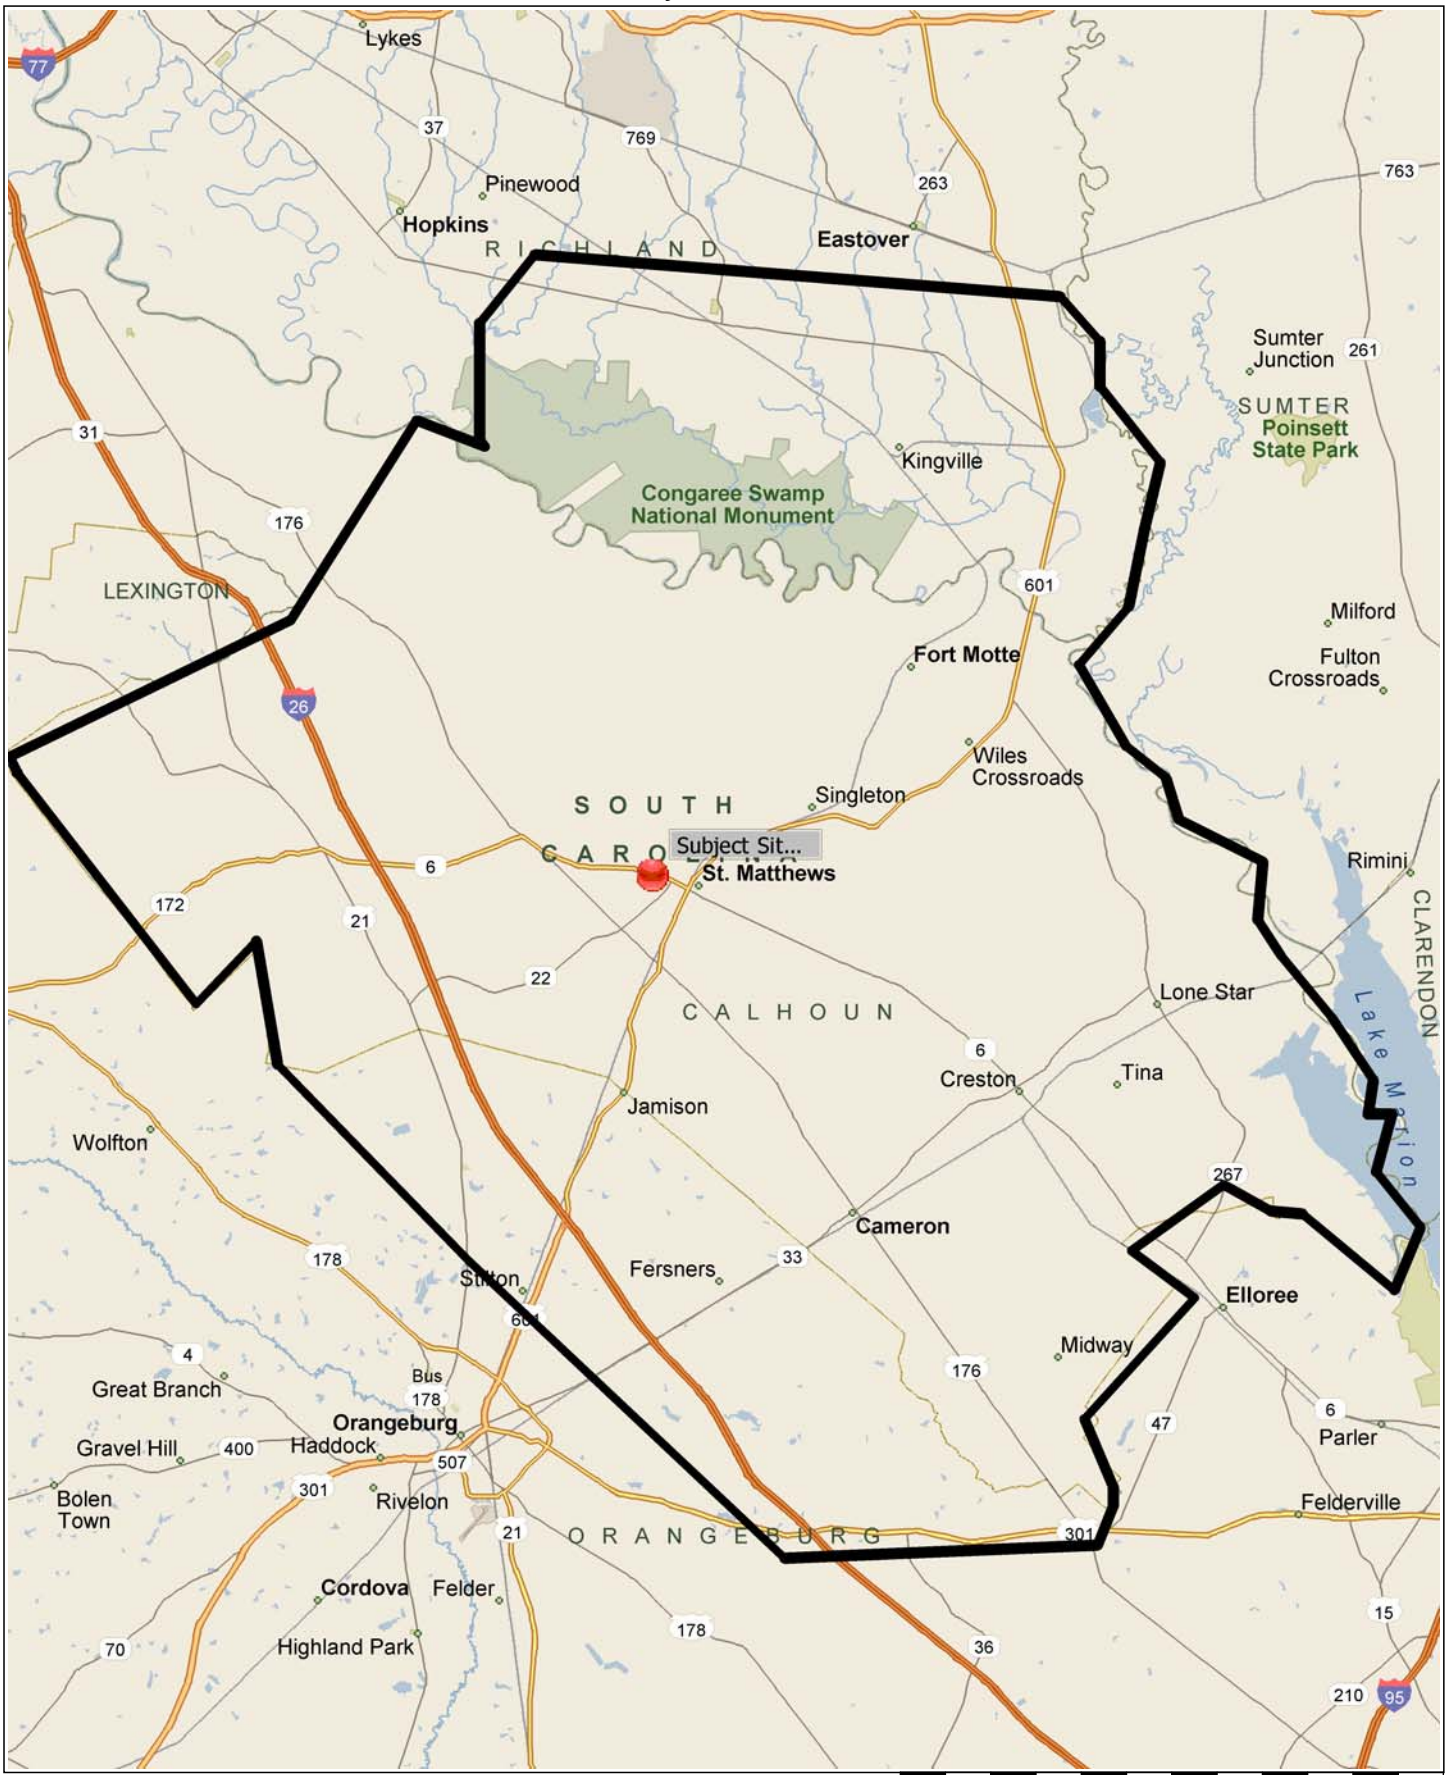 Lykes
77
37
769
763
Pinewood
263
Hopkins
Eastover
RICHLAND
Sumter
Junction
261
SUMTER
Poinsett
State Park
31
Kingville
Congaree Swamp
National Monument
176
601
LEXINGTON
Milford
Fort Motte
Fulton
Crossroads
26
Wiles
Crossroads
Singleton
SOUTH
Subject Sit...
CAROLINA
6
St. Matthews
Rimini
172
21
CLARENDON
22
Lone Star
CALHOUN
Lake Marion
6
Creston
Tina
Jamison
Wolfton
267
Cameron
33
178
Fersners
Stilton
Elloree
601
Midway
4
176
Great Branch
Bus
178
6
47
Orangeburg
Parler
Gravel Hill
400
Haddock
507
301
Rivelon
Bolen
Town
Felderville
21
ORANGEBURG
301
Cordova
Felder
15
178
70
Highland Park
36
210
95